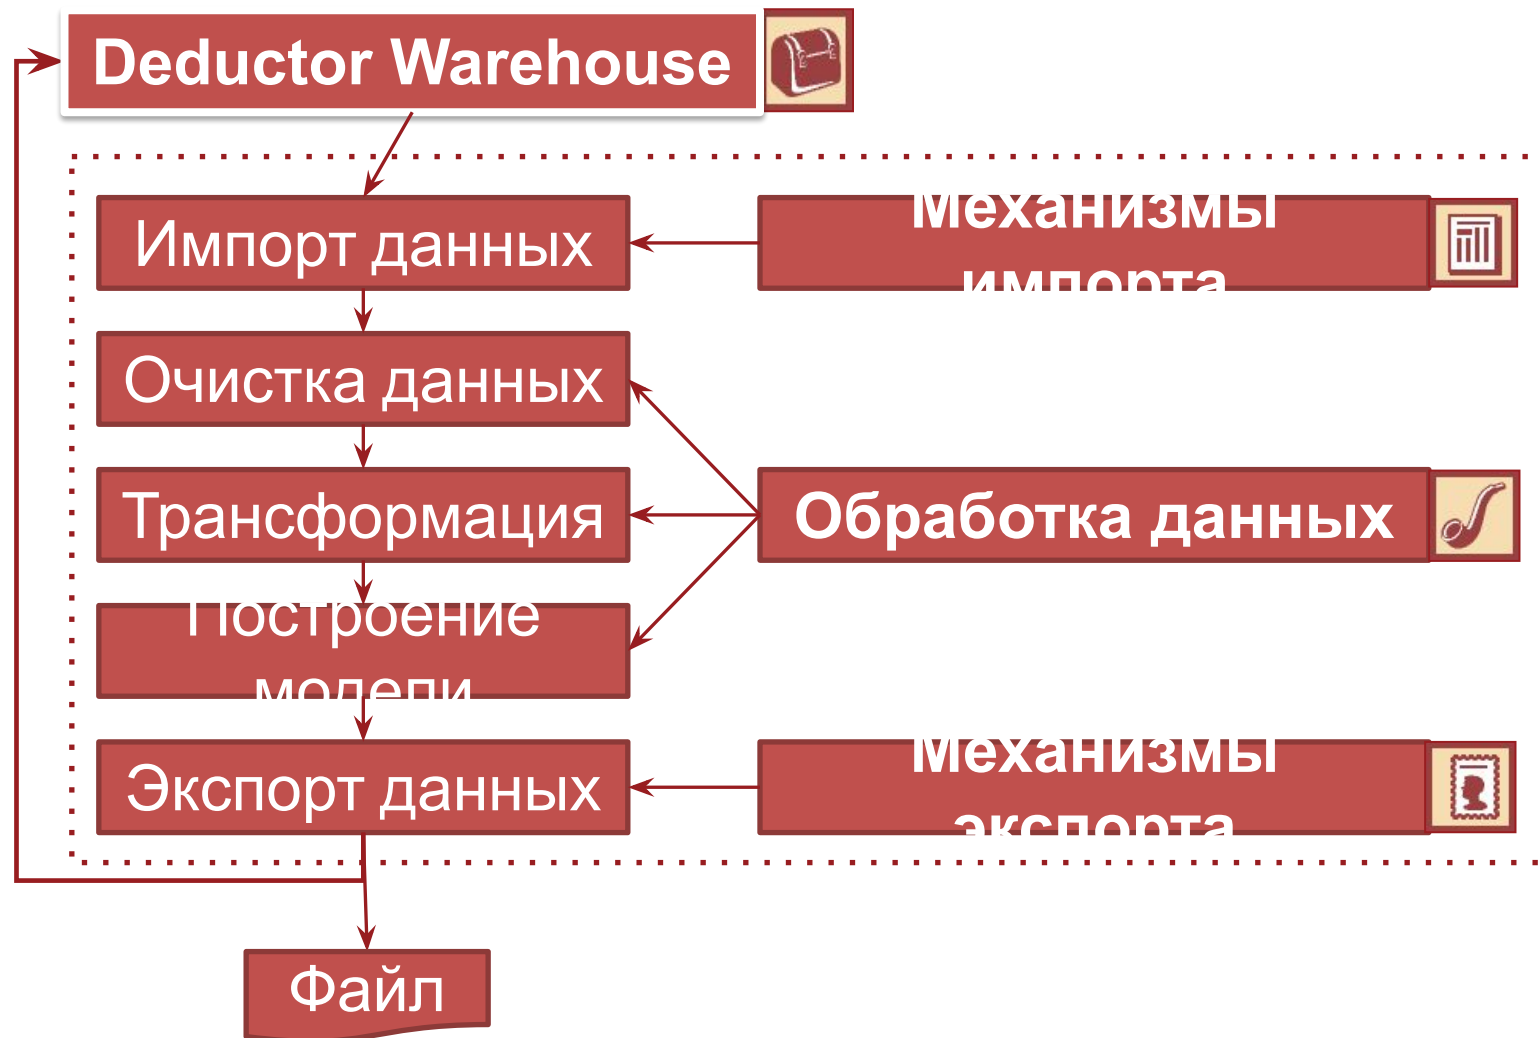 Deductor Warehouse
Импорт данных
Механизмы
импорта
Очистка данных
Трансформация
Обработка данных
Построение
модели
Экспорт данных
Механизмы
экспорта
Файл